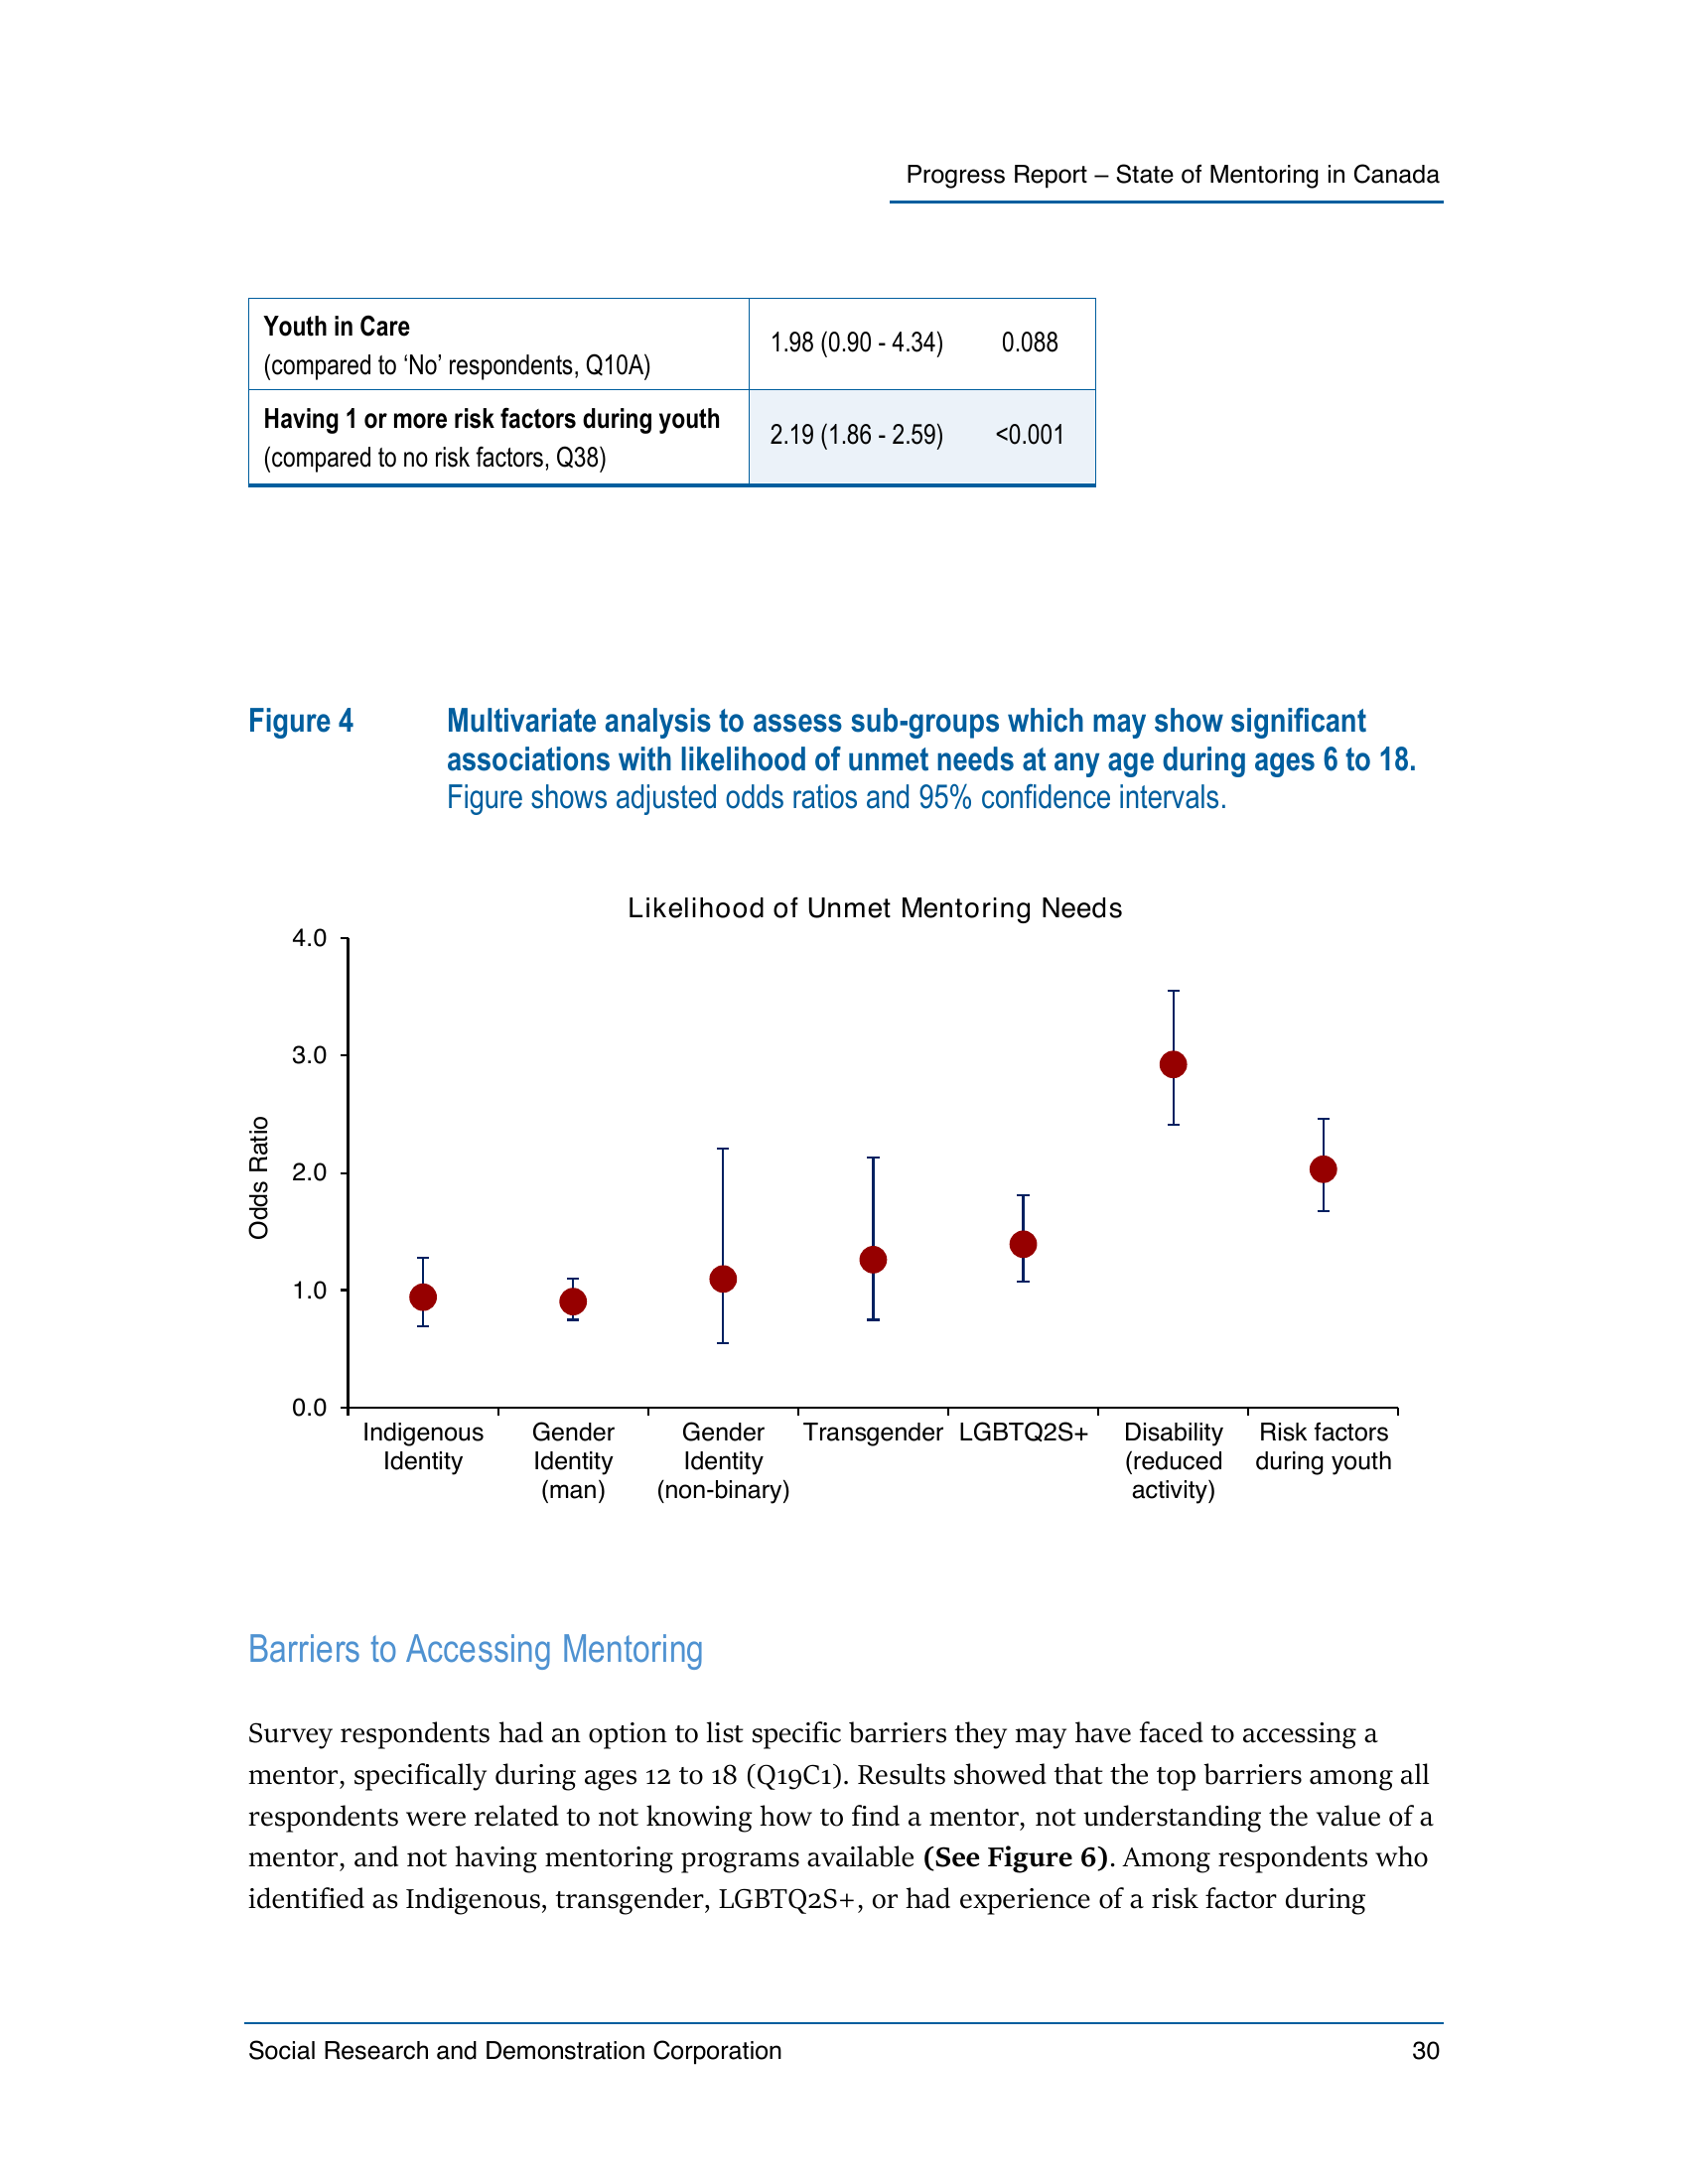 Progress Report – State of Mentoring in Canada
Youth in Care
(compared to ‘No’ respondents, Q10A)
1.98 (0.90 - 4.34)
0.088
Having 1 or more risk factors during youth
(compared to no risk factors, Q38)
2.19 (1.86 - 2.59)
<0.001
Figure 4
Multivariate analysis to assess sub-groups which may show significant
associations with likelihood of unmet needs at any age during ages 6 to 18.
Figure shows adjusted odds ratios and 95% confidence intervals.
Likelihood of Unmet Mentoring Needs
4.0
3.0
2.0
1.0
0.0
Odds Ratio
Indigenous
Identity
Gender
Identity
(man)
Gender
Identity
(non-binary)
Transgender
LGBTQ2S+
Disability
(reduced
activity)
Risk factors
during youth
Barriers to Accessing Mentoring
Survey respondents had an option to list specific barriers they may have faced to accessing a
mentor, specifically during ages 12 to 18 (Q19C1). Results showed that the top barriers among all
respondents were related to not knowing how to find a mentor, not understanding the value of a
mentor, and not having mentoring programs available (See Figure 6). Among respondents who
identified as Indigenous, transgender, LGBTQ2S+, or had experience of a risk factor during
Social Research and Demonstration Corporation
30